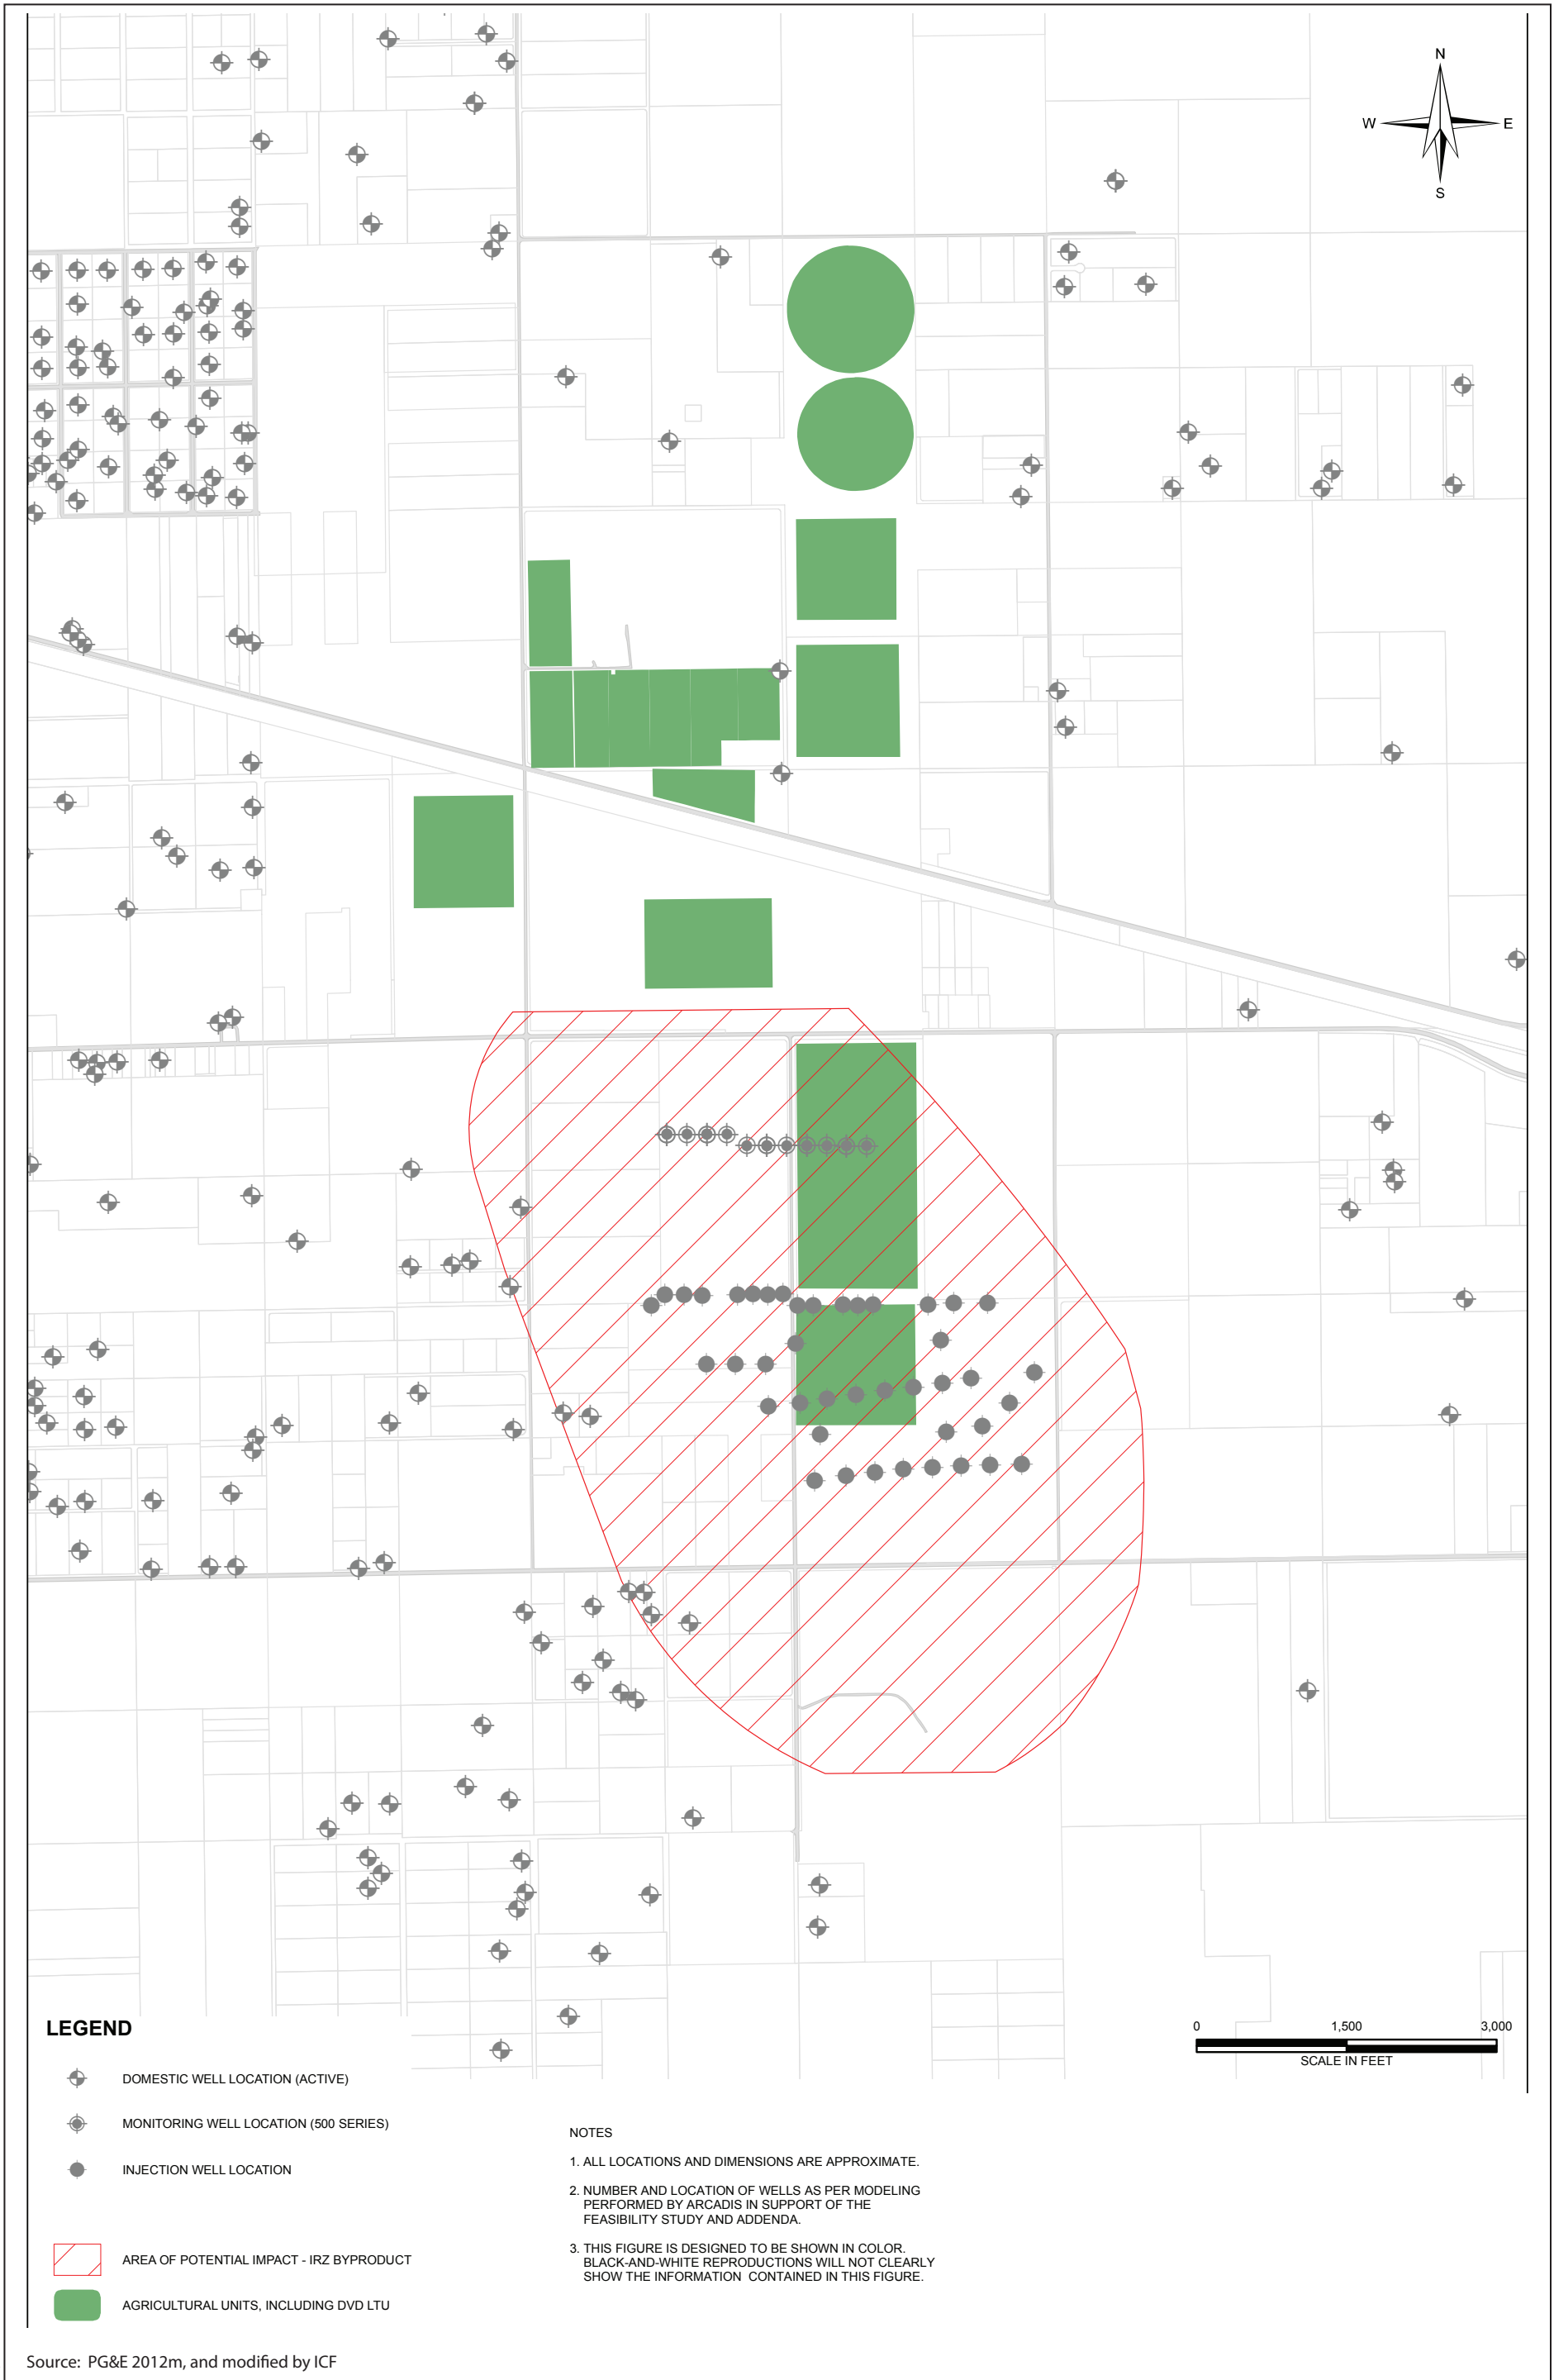 N
W E
S
LEGEND
DOMESTIC WELL LOCATION (ACTIVE)
MONITORING WELL LOCATION (500 SERIES)
INJECTION WELL LOCATION
AREA OF POTENTIAL IMPACT - IRZ BYPRODUCT
AGRICULTURAL UNITS, INCLUDING DVD LTU
NOTES
1. ALL LOCATIONS AND DIMENSIONS ARE APPROXIMATE.
2. NUMBER AND LOCATION OF WELLS AS PER MODELING
PERFORMED BY ARCADIS IN SUPPORT OF THE
FEASIBILITY STUDY AND ADDENDA.
3. THIS FIGURE IS DESIGNED TO BE SHOWN IN COLOR.
BLACK-AND-WHITE REPRODUCTIONS WILL NOT CLEARLY
SHOW THE INFORMATION CONTAINED IN THIS FIGURE.
0 1,500 3,000
SCALE IN FEET
Source: PG&E 2012m, and modified by ICF